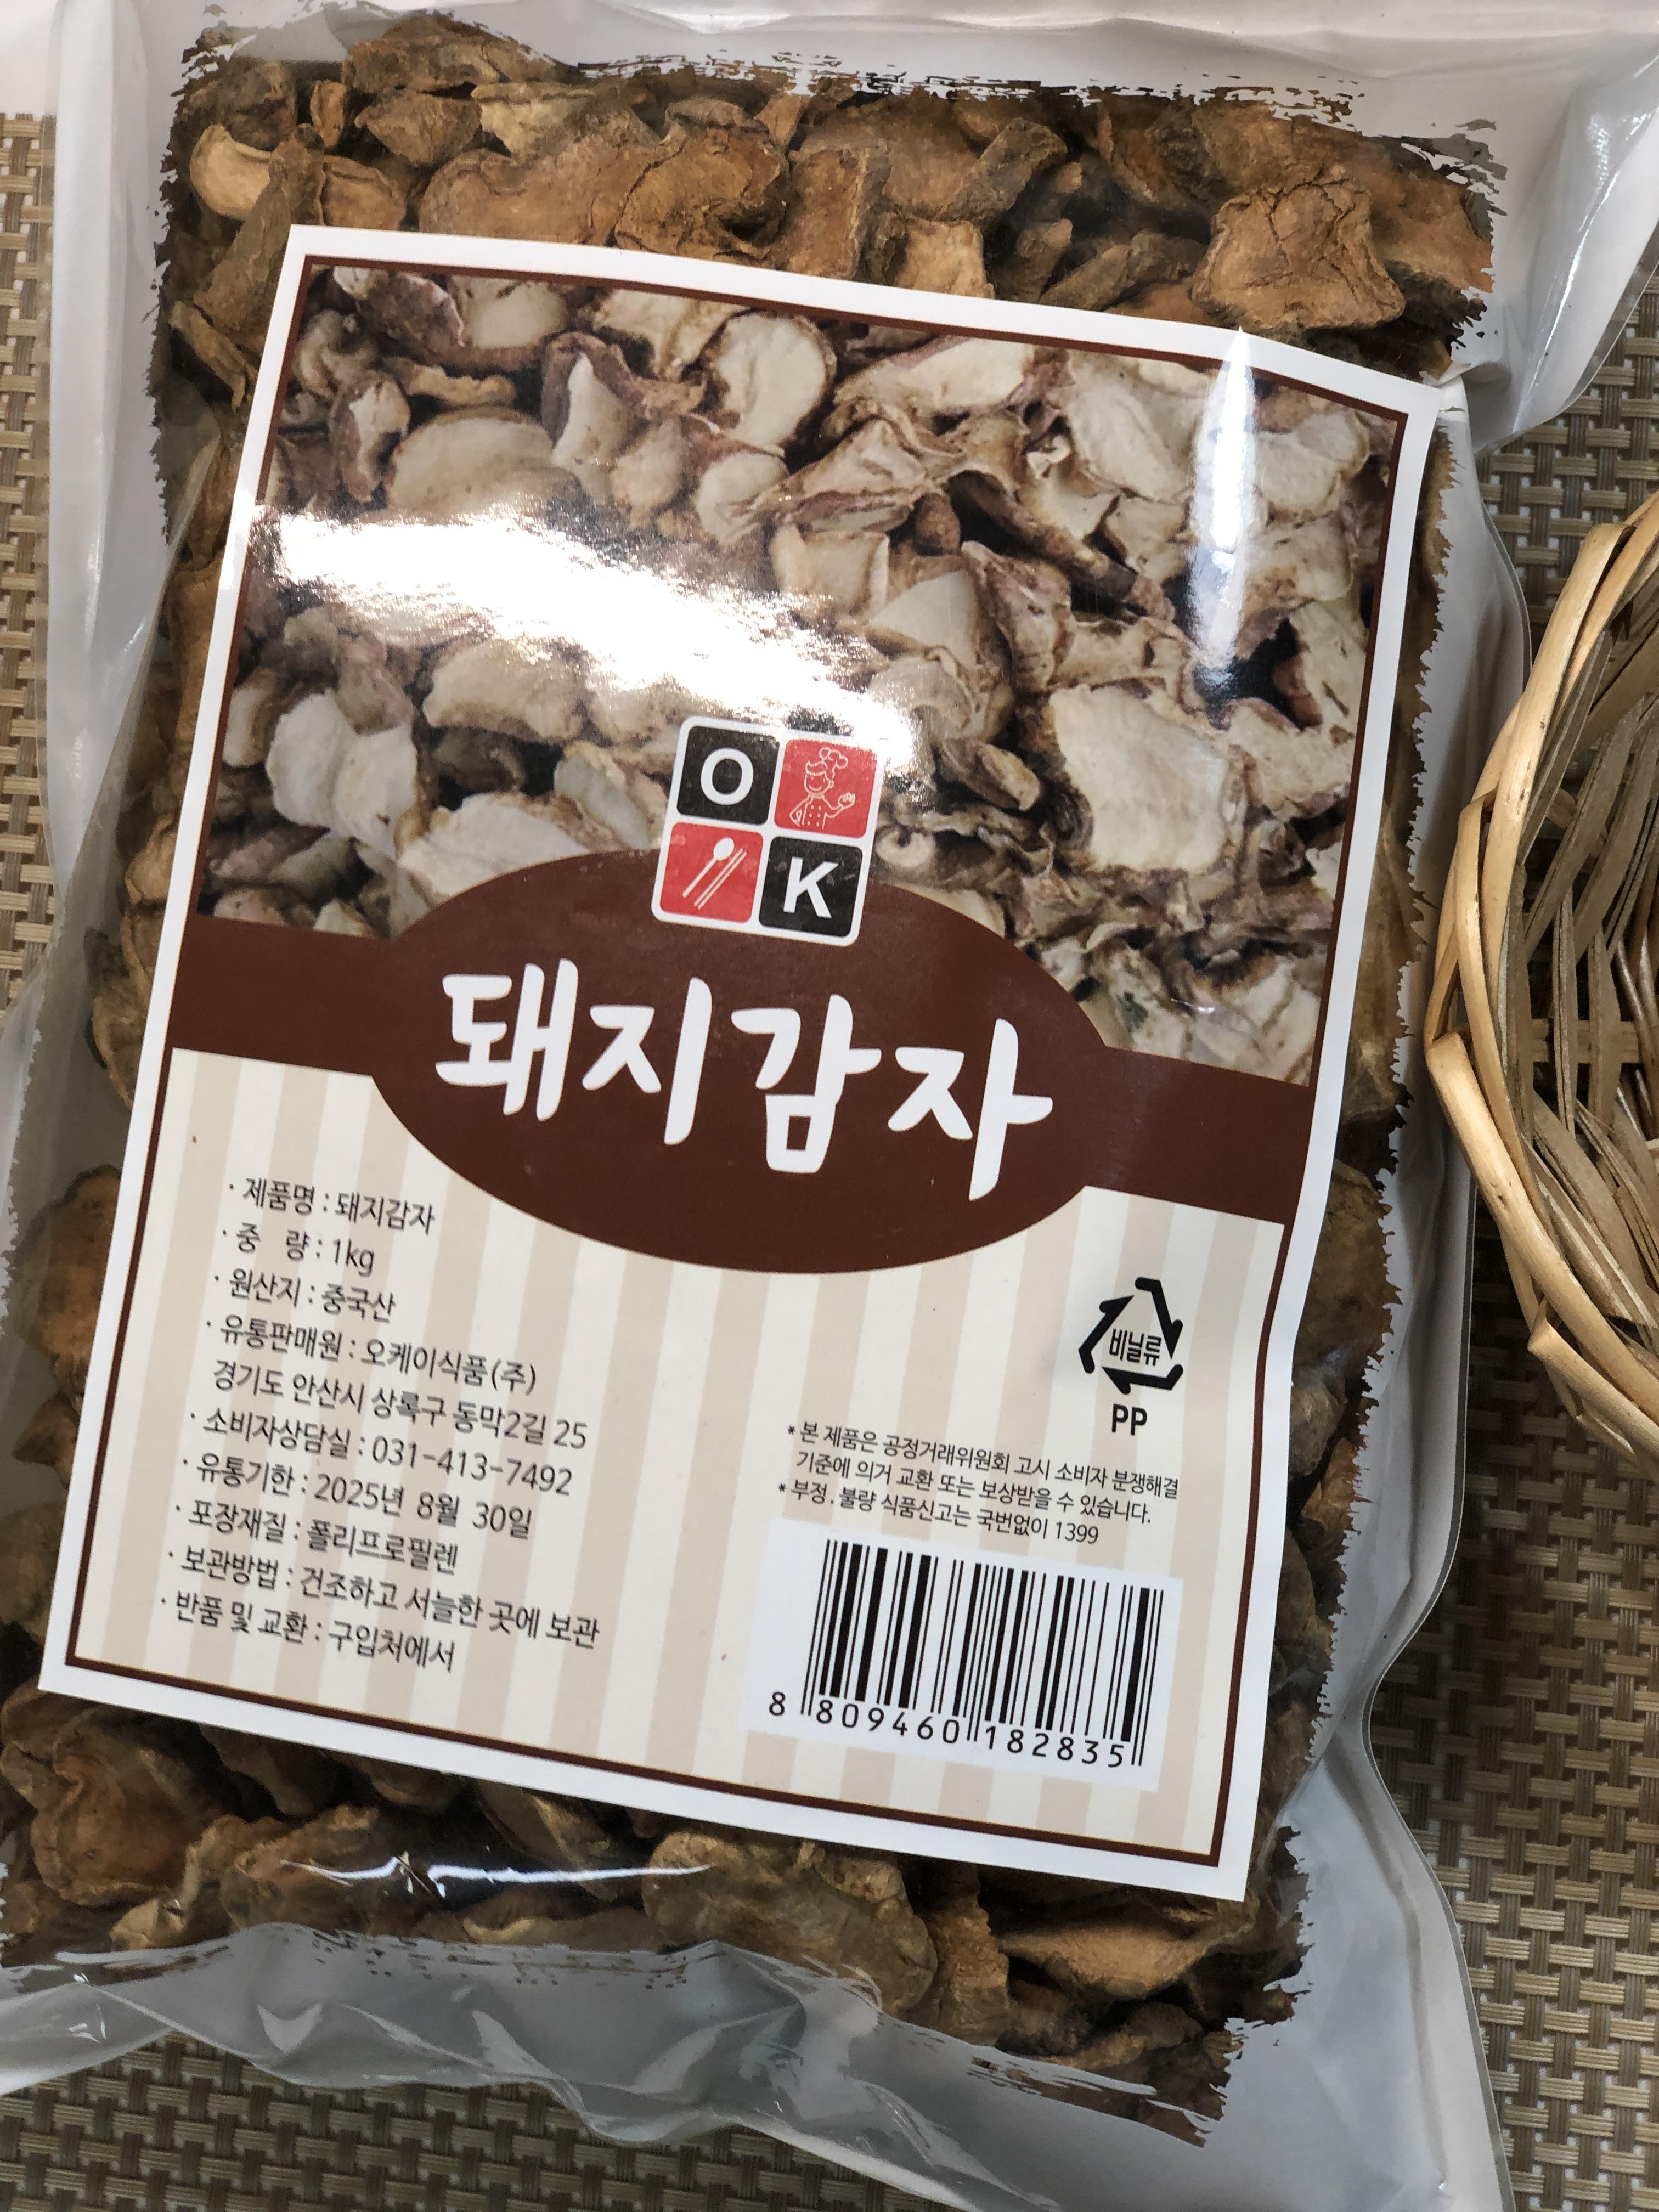 O
K
돼지감자
· 제품명 : 돼지감자
· 중 량 : 1kg
· 원산지 : 중국산
· 유통판매원 : 오케이식품(주)
경기도 안산시 상록구 동막2길 25
· 소비자상담실 : 031-413-7492
· 유통기한 : 2025년 8월 30일
· 포장재질 : 폴리프로필렌
· 보관방법 : 건조하고 서늘한 곳에 보관
· 반품 및 교환 : 구입처에서
비닐류
PP
* 본 제품은 공정거래위원회 고시 소비자 분쟁해결
기준에 의거 교환 또는 보상받을 수 있습니다.
* 부정 . 불량 식품신고는 국번없이 1399
8 809460 182835